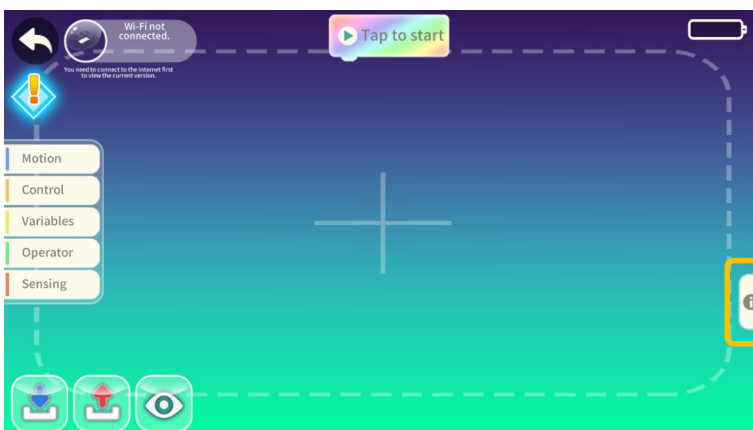 Wi-Fi not
connected.
Tap to start
You need to connect to the Internet first
to view the current version.
Motion
Control
Variables
Operator
Sensing